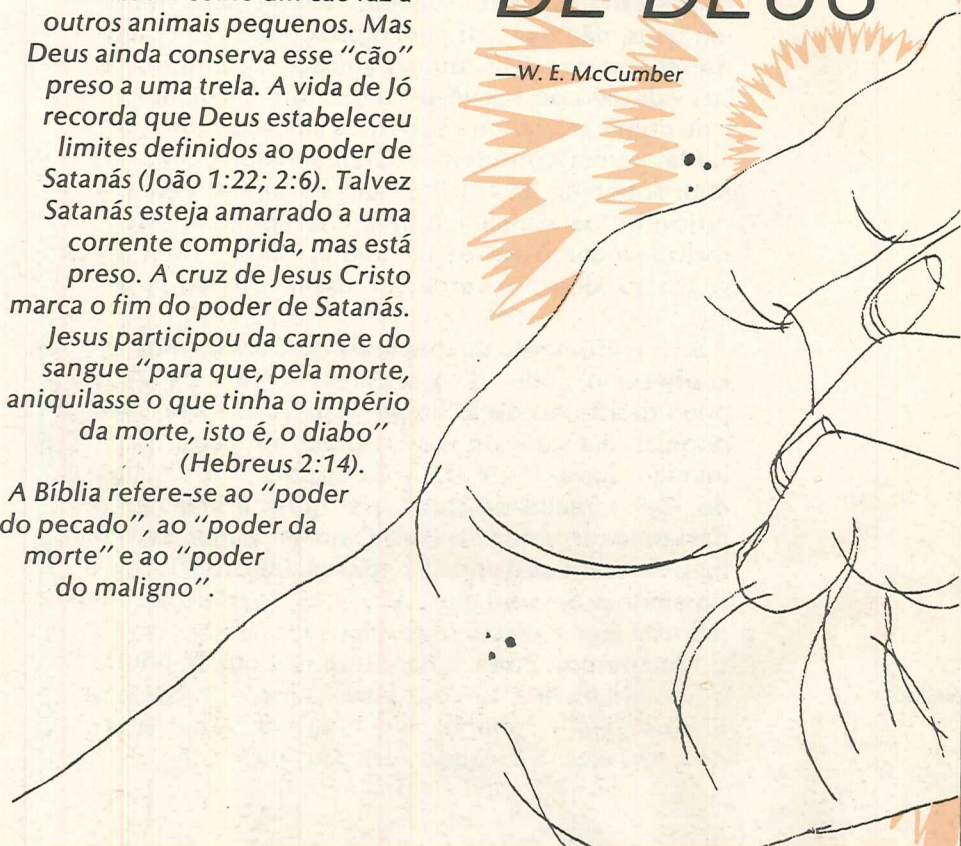 outros animais pequenos. Mas
Deus ainda conserva esse "cão"
preso a uma trela. A vida de Jó
recorda que Deus estabeleceu
limites definidos ao poder de
Satanás (João 1:22; 2:6). Talvez
Satanás esteja amarrado a uma
corrente comprida, mas está
preso. A cruz de Jesus Cristo
marca o fim do poder de Satanás.
Jesus participou da carne e do
sangue "para que, pela morte,
aniquilasse o que tinha o império
da morte, isto é, o diabo"
(Hebreus 2:14).
A Bíblia refere-se ao "poder
do pecado", ao "poder da
morte" e ao "poder
do maligno".
DE DEUS
—W. E. McCumber